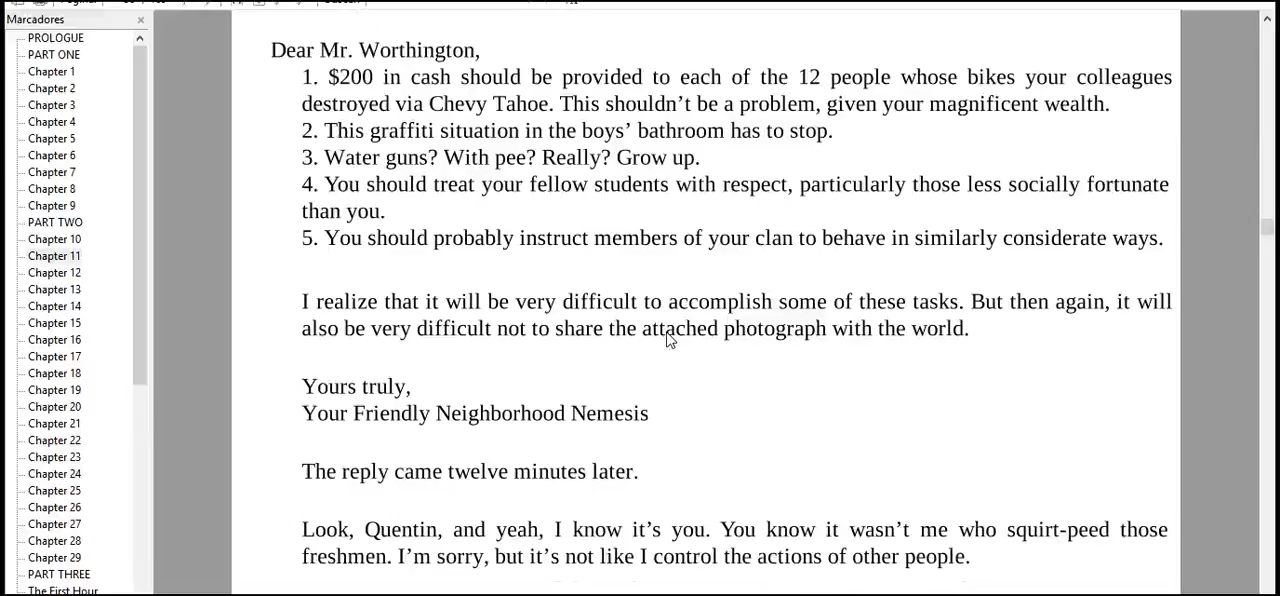 Marcadores
PROLOGUE
PART ONE
Chapter 1
Chapter 2
Chapter 3
Chapter 4
Chapter 5
Chapter 6
Chapter 7
Chapter 8
Chapter 9
PART TWO
Chapter 10
Chapter 11
Chapter 12
Chapter 13
Chapter 14
Chapter 15
Chapter 16
Chapter 17
Chapter 18
Chapter 19
Chapter 20
Chapter 21
Chapter 22
Chapter 23
Chapter 24
Chapter 25
Chapter 26
Chapter 27
Chapter 28
Chapter 29
PART THREE
The First Hour
Dear Mr. Worthington,
1. $200 in cash should be provided to each of the 12 people whose bikes your colleagues
destroyed via Chevy Tahoe. This shouldn’t be a problem, given your magnificent wealth.
2. This graffiti situation in the boys’ bathroom has to stop.
3. Water guns? With pee? Really? Grow up.
4. You should treat your fellow students with respect, particularly those less socially fortunate
than you.
5. You should probably instruct members of your clan to behave in similarly considerate ways.
I realize that it will be very difficult to accomplish some of these tasks. But then again, it will
also be very difficult not to share the attached photograph with the world.
Yours truly,
Your Friendly Neighborhood Nemesis
The reply came twelve minutes later.
Look, Quentin, and yeah, I know it’s you. You know it wasn’t me who squirt-peed those
freshmen. I’m sorry, but it’s not like I control the actions of other people.